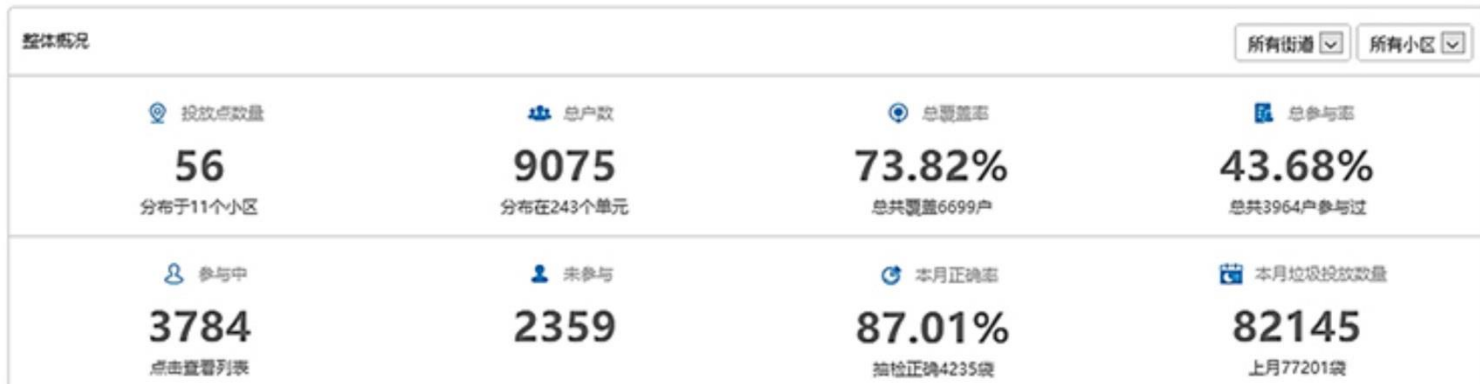 整体概况
所有街道 所有小区
投放点数量 总户数 总覆盖率 总参与率
56 9075 73.82% 43.68%
分布于11个小区 分布在243个单元 总共覆盖6699户 总共3964户参与过
参与中 未参与 本月正确率 本月垃圾投放数量
3784 2359 87.01% 82145
点击查看列表 抽检正确4235袋 上月77201袋